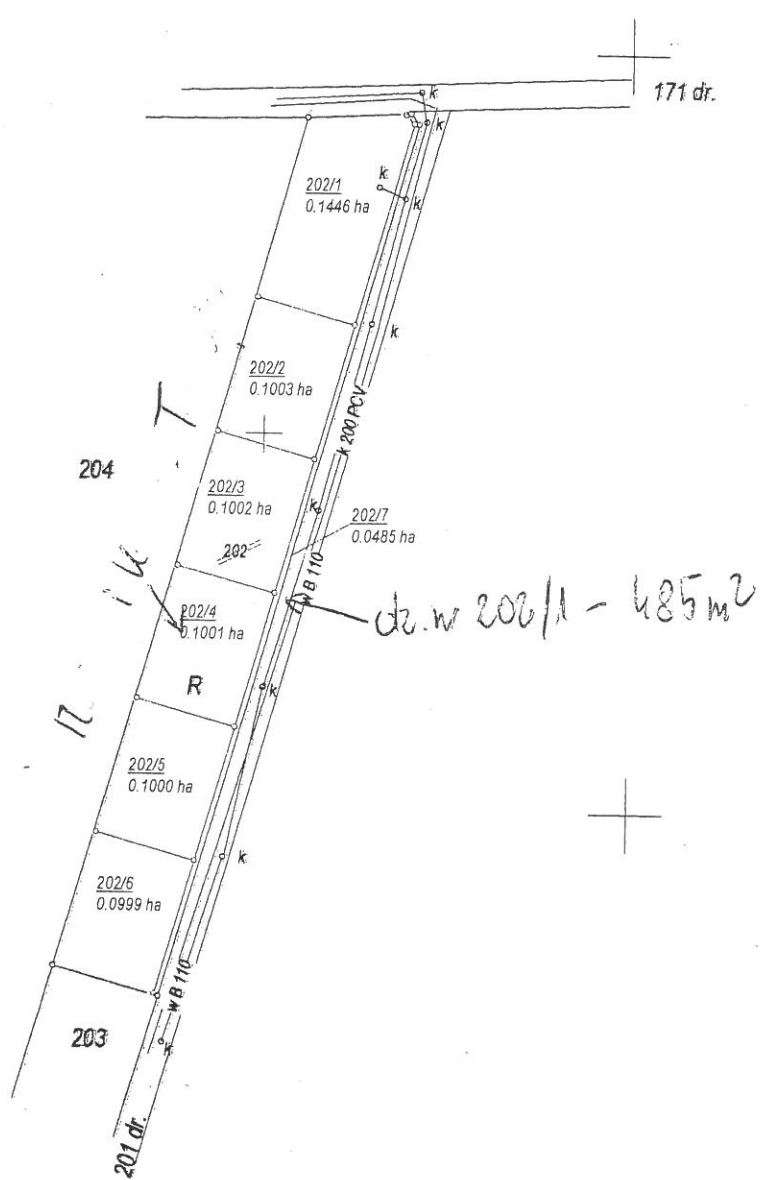 k
171 dr.
k
202/1
0.1446 ha
k
k
k
202/2
0.1003 ha
k 200 PCV
T
204
202/3
0.1002 ha
k
202/7
0.0485 ha
202
w B 110
dz. nr 202/1 - 485 m²
202/4
0.1001 ha
k
R
202/5
0.1000 ha
k
202/6
0.0999 ha
w B 110
203
k
201 dr.